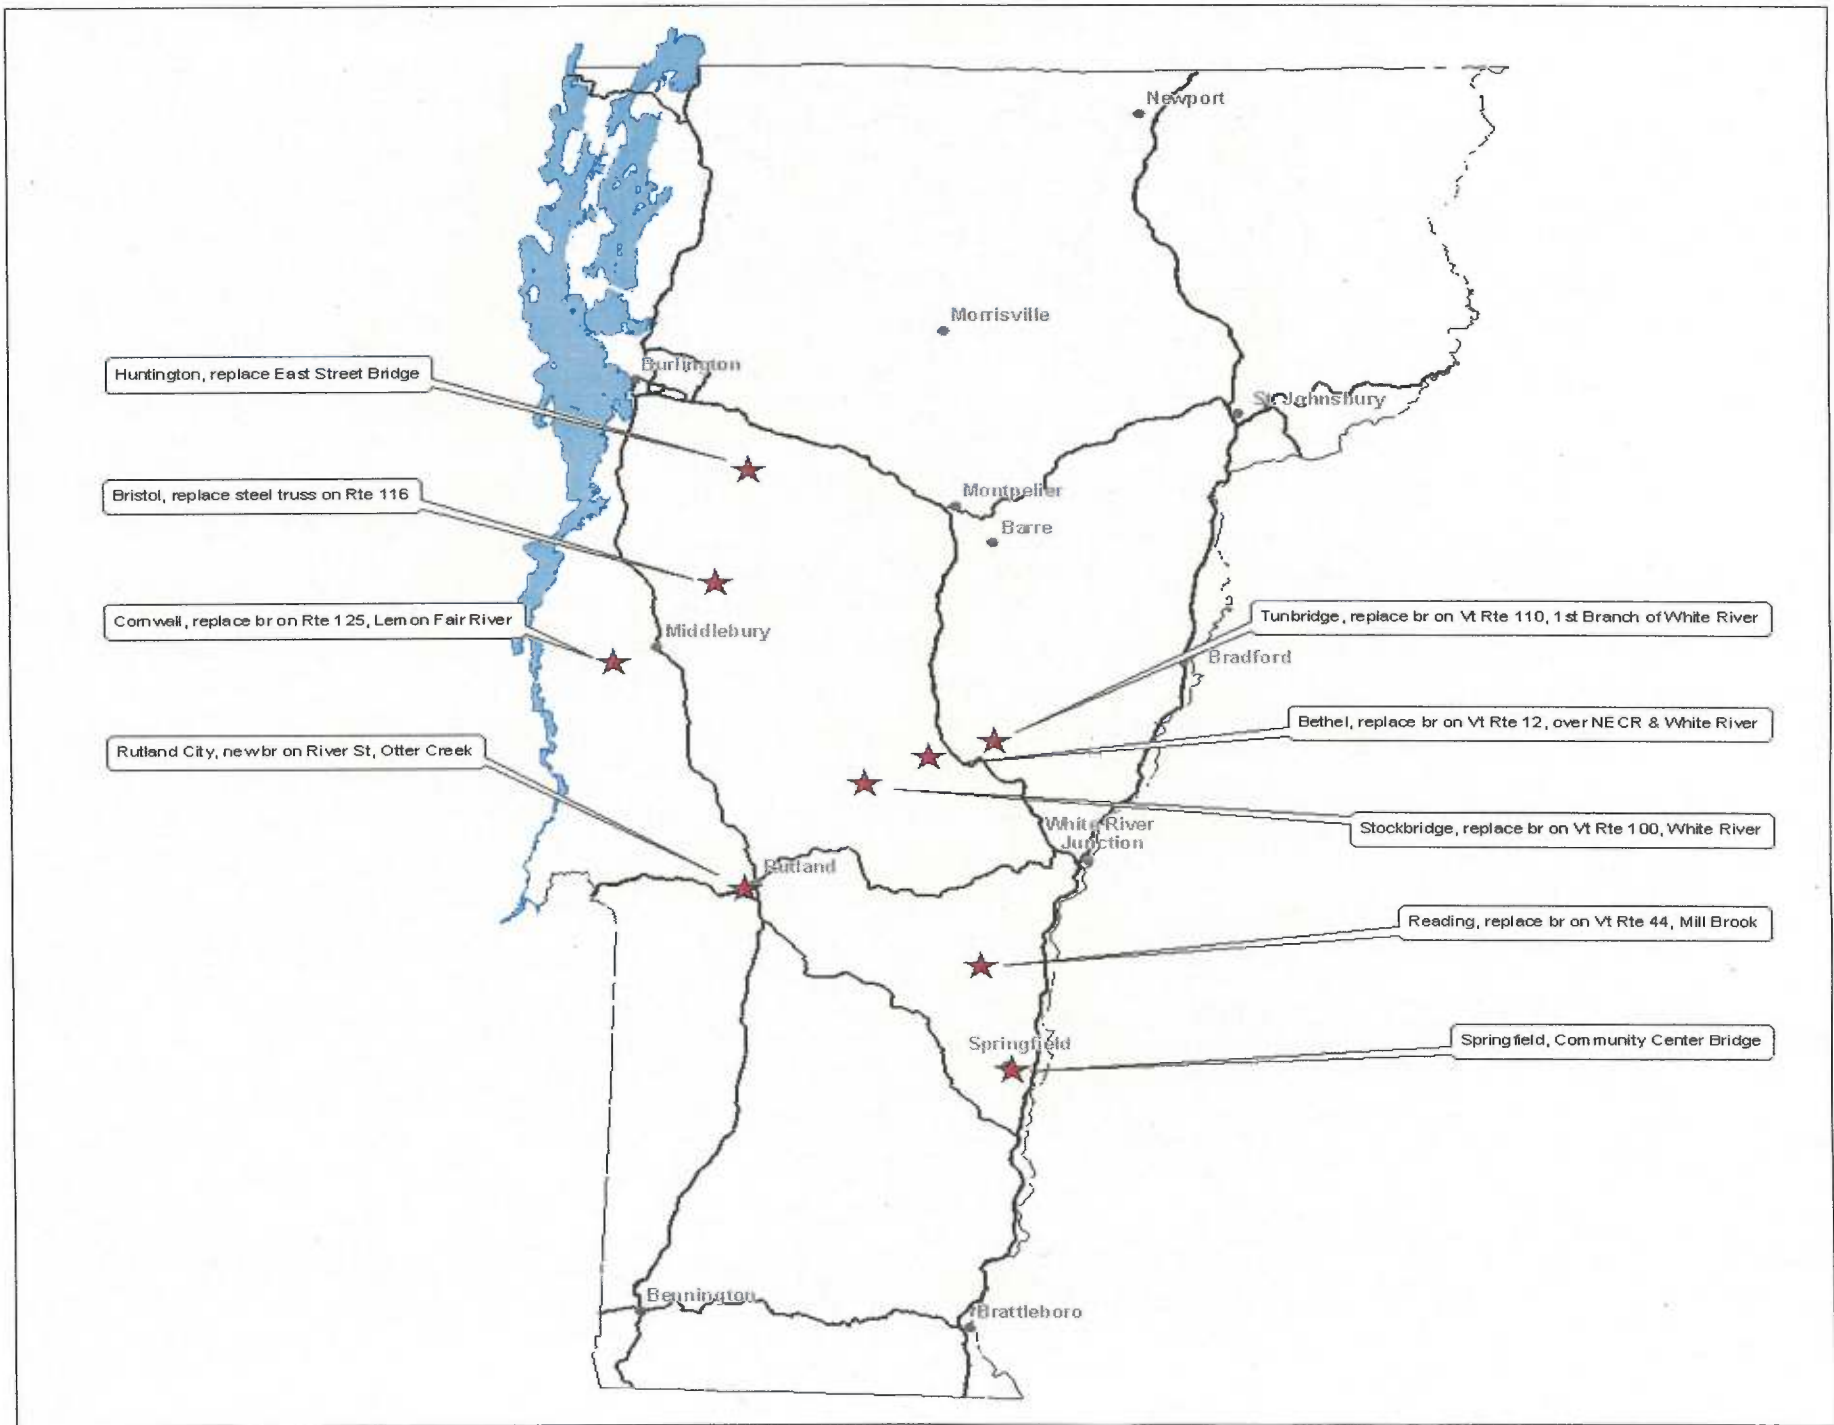 Newport
Morrisville
Burlington
Huntington, replace East Street Bridge
St. Johnsbury
Bristol, replace steel truss on Rte 116
Montpelier
Barre
Cornwall, replace br on Rte 125, Lemon Fair River
Middlebury
Tunbridge, replace br on Vt Rte 110, 1st Branch of White River
Bradford
Bethel, replace br on Vt Rte 12, over NECR & White River
Rutland City, new br on River St, Otter Creek
White River
Junction
Stockbridge, replace br on Vt Rte 100, White River
Rutland
Reading, replace br on Vt Rte 44, Mill Brook
Springfield
Springfield, Community Center Bridge
Bennington
Brattleboro